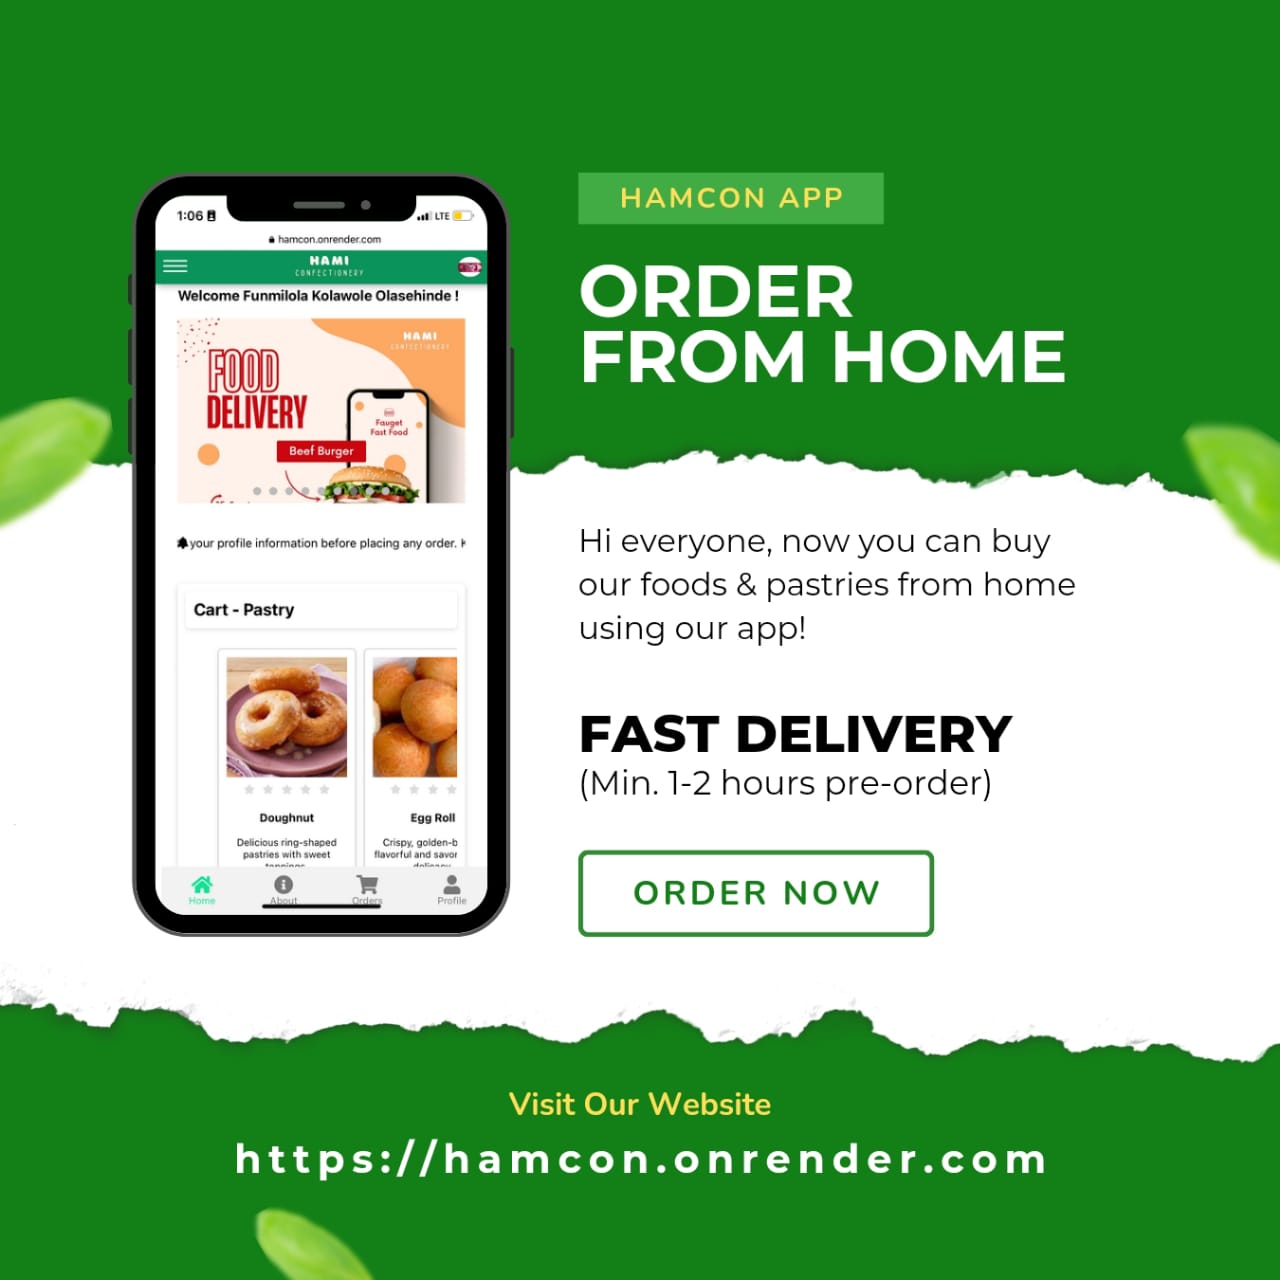 1:06
LTE
hamcon.onrender.com
HAMI
CONFECTIONERY
Welcome Funmilola Kolawole Olasehinde !
HAMI
CONFECTIONERY
FOOD
DELIVERY
Fauget
Fast Food
Beef Burger
your profile information before placing any order.
Cart - Pastry
Doughnut
Delicious ring-shaped
pastries with sweet
toppings
Egg Roll
Crispy, golden-b
flavorful and savor
delicacy
Home
About
Orders
Profile
HAMCON APP
ORDER
FROM HOME
Hi everyone, now you can buy
our foods & pastries from home
using our app!
FAST DELIVERY
(Min. 1-2 hours pre-order)
ORDER NOW
Visit Our Website
https://hamcon.onrender.com